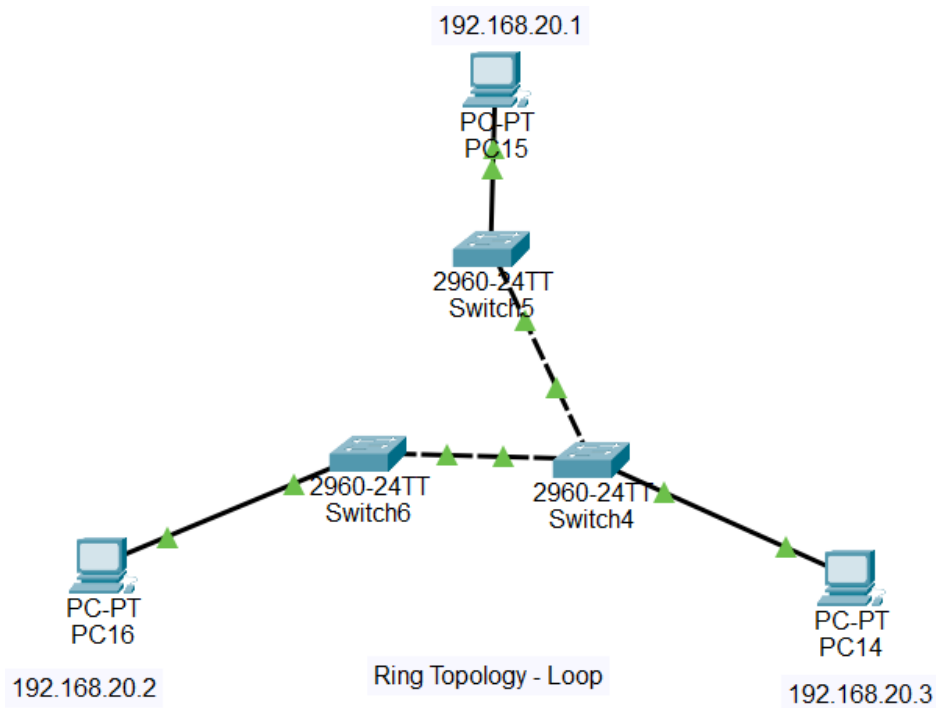 192.168.20.1
PC-PT
PC15
2960-24TT
Switch5
2960-24TT
Switch6
2960-24TT
Switch4
PC-PT
PC16
192.168.20.2
Ring Topology - Loop
PC-PT
PC14
192.168.20.3